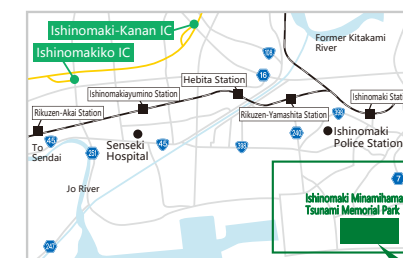 Ishinomaki-Kanan IC
Former Kitakami
River
Ishinomakiko IC
108
16
Hebita Station
Ishinomakiayumino Station
Ishinomaki Stat
Rikuzen-Akai Station
Rikuzen-Yamashita Station
398
To
Sendai
45
251
Senseki
Hospital
45
398
240
Ishinomaki
Police Station
7
Jo River
Ishinomaki Minamihama
Tsunami Memorial Park
247